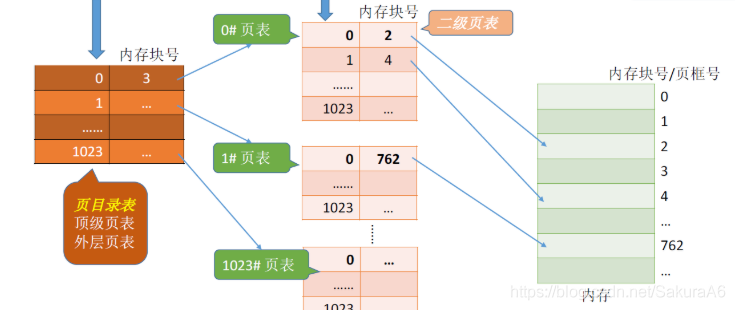 内存块号
0 3
1 ...
......
1023 ...
页目录表
顶级页表
外层页表
0# 页表
1# 页表
1023# 页表
内存块号
二级页表
0 2
1 4
......
1023 ...
0 762
......
1023 ...
......
0 ...
......
1023
内存块号/页框号
0
1
2
3
4
...
762
...
内存
https://blog.csdn.net/SakuraA6